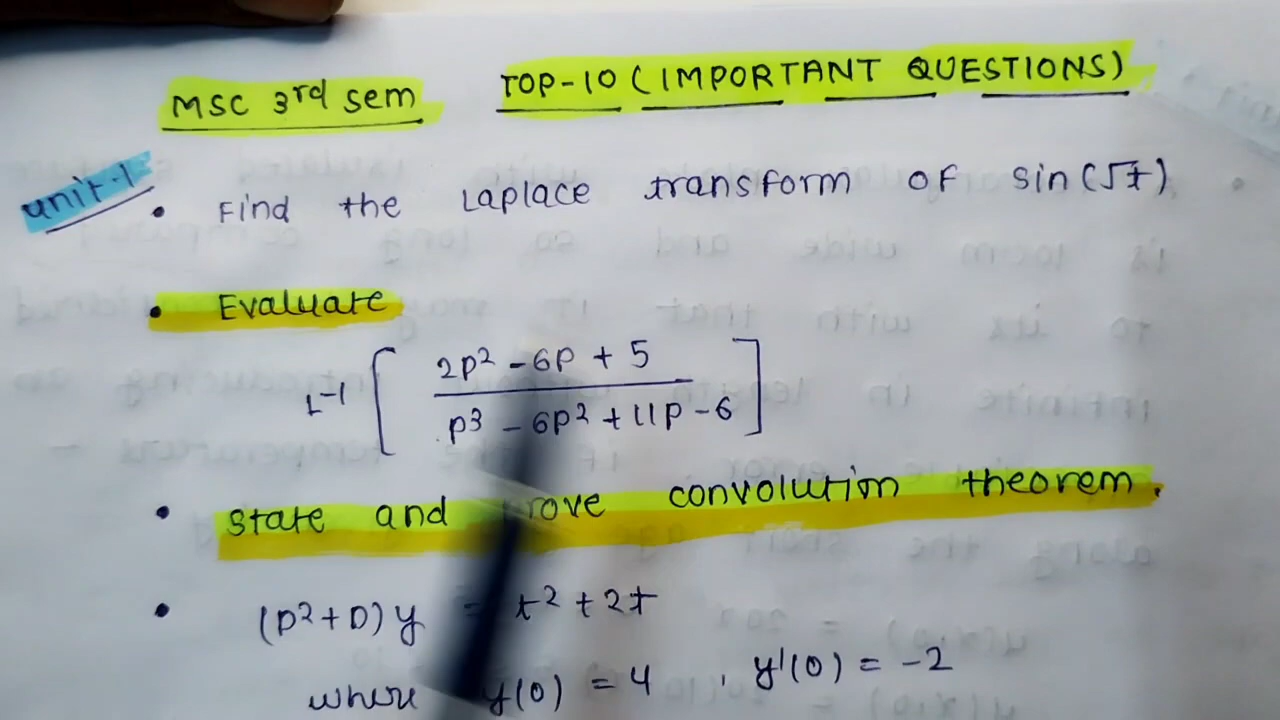 MSC 3rd sem TOP-10 (IMPORTANT QUESTIONS)
unit-1
• Find the Laplace transform of sin(√t)
• Evaluate
L⁻¹ [ (2p² - 6p + 5) / (p³ - 6p² + 11p - 6) ]
• state and rove convolution theorem.
• (D² + D) y = t² + 2t
where y(0) = 4 , y'(0) = -2